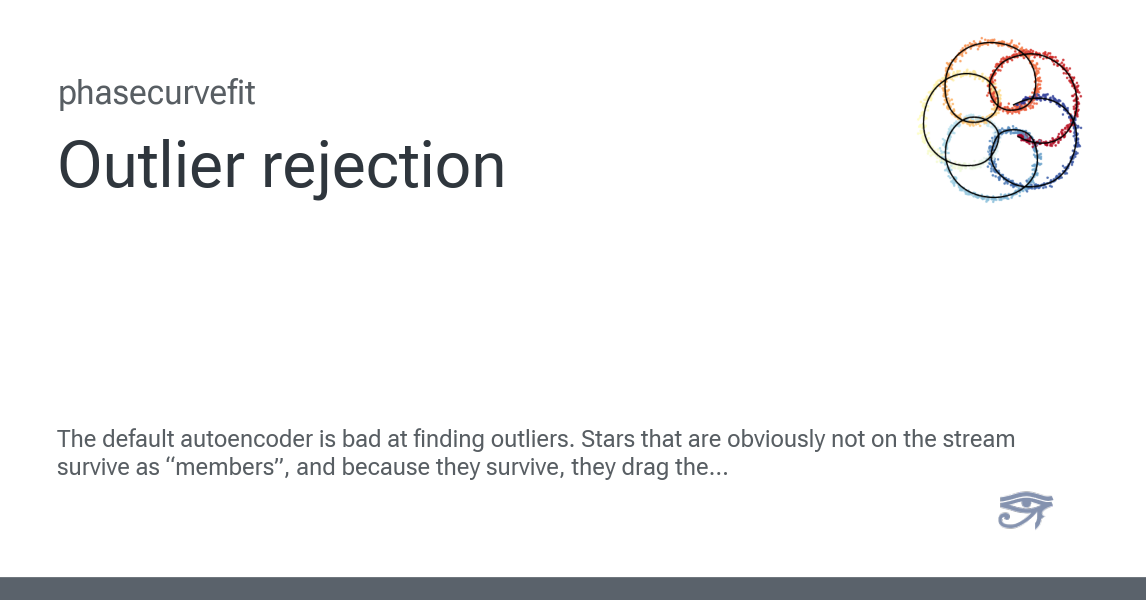 phasecurvefit
Outlier rejection
The default autoencoder is bad at finding outliers. Stars that are obviously not on the stream
survive as “members”, and because they survive, they drag the...